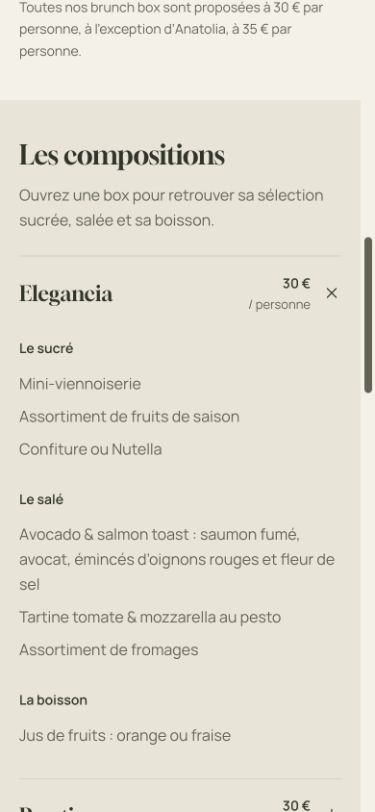 Toutes nos brunch box sont proposées à 30 € par
personne, à l'exception d'Anatolia, à 35 € par
personne.
Les compositions
Ouvrez une box pour retrouver sa sélection
sucrée, salée et sa boisson.
Elegancia
30 €
/ personne
Le sucré
Mini-viennoiserie
Assortiment de fruits de saison
Confiture ou Nutella
Le salé
Avocado & salmon toast : saumon fumé,
avocat, émincés d'oignons rouges et fleur de
sel
Tartine tomate & mozzarella au pesto
Assortiment de fromages
La boisson
Jus de fruits : orange ou fraise
30 €